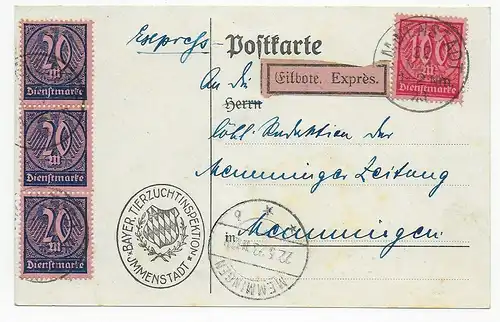 Express
Postkarte
20
M
Dienstmarke
20
M
Dienstmarke
20
M
Dienstmarke
100
Dienstmarke
Eilbote. Exprès.
An die
Herrn
löbl. Redaktion der
Memminger Zeitung
in Memmingen
BAYER. TIERZUCHTINSPEKTION
IMMENSTADT
MEMMINGEN